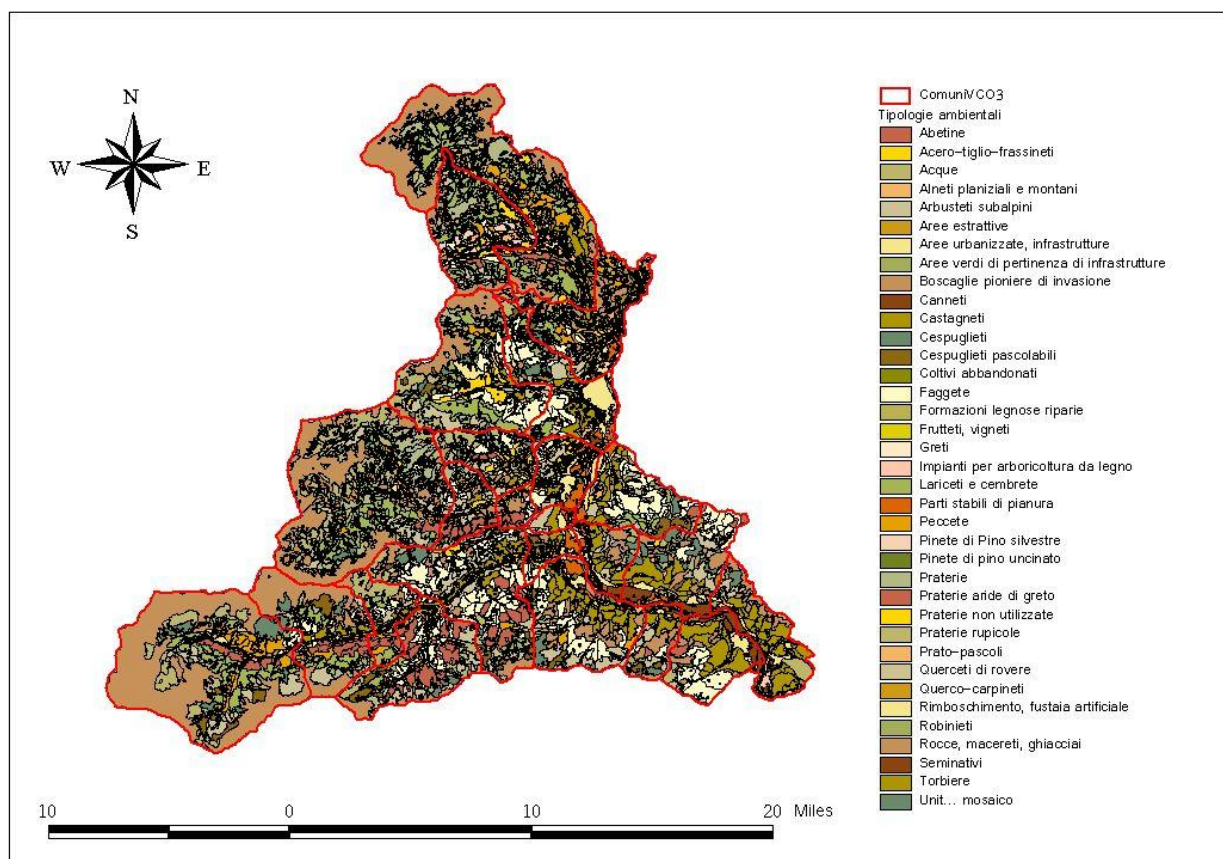 N
W E
S
ComuniVCO3
Tipologie ambientali
Abetine
Acero-tiglio-frassineti
Acque
Alneti planiziali e montani
Arbusteti subalpini
Aree estrattive
Aree urbanizzate, infrastrutture
Aree verdi di pertinenza di infrastrutture
Boscaglie pioniere di invasione
Canneti
Castagneti
Cespuglieti
Cespuglieti pascolabili
Coltivi abbandonati
Faggete
Formazioni legnose riparie
Frutteti, vigneti
Greti
Impianti per arboricoltura da legno
Lariceti e cembrete
Parti stabili di pianura
Peccete
Pinete di Pino silvestre
Pinete di pino uncinato
Praterie
Praterie aride di greto
Praterie non utilizzate
Praterie rupicole
Prato-pascoli
Querceti di rovere
Querco-carpineti
Rimboschimento, fustaia artificiale
Robinieti
Rocce, macereti, ghiacciai
Seminativi
Torbiere
Unit... mosaico
10 0 10 20 Miles